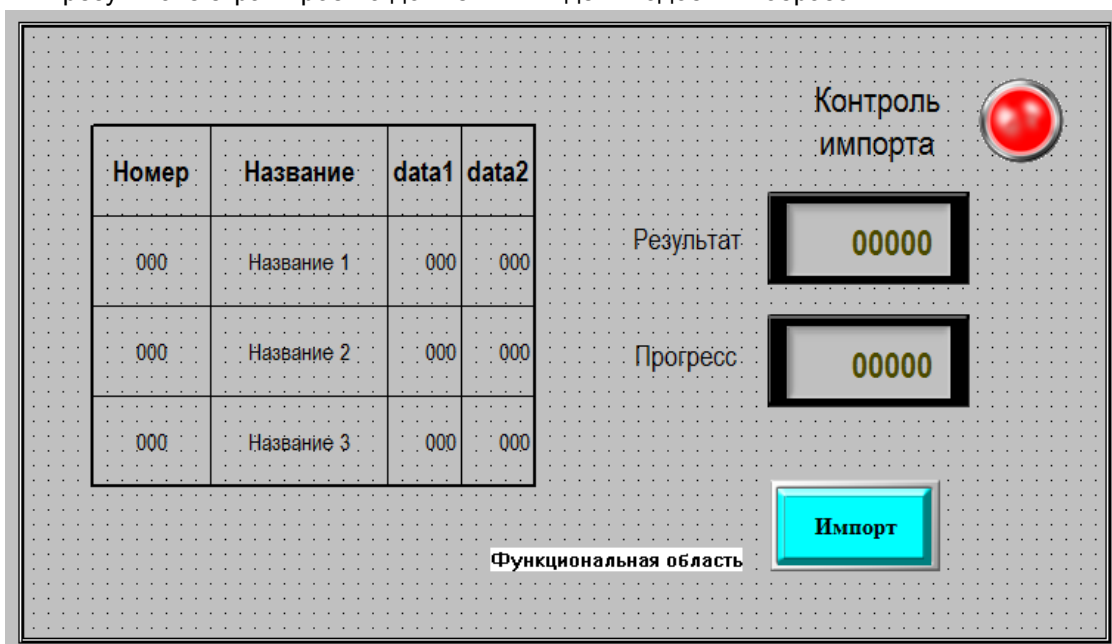 Контроль
импорта
Номер Название data1 data2
000 Название 1 000 000
000 Название 2 000 000
000 Название 3 000 000
Результат 00000
Прогресс 00000
Импорт
Функциональная область